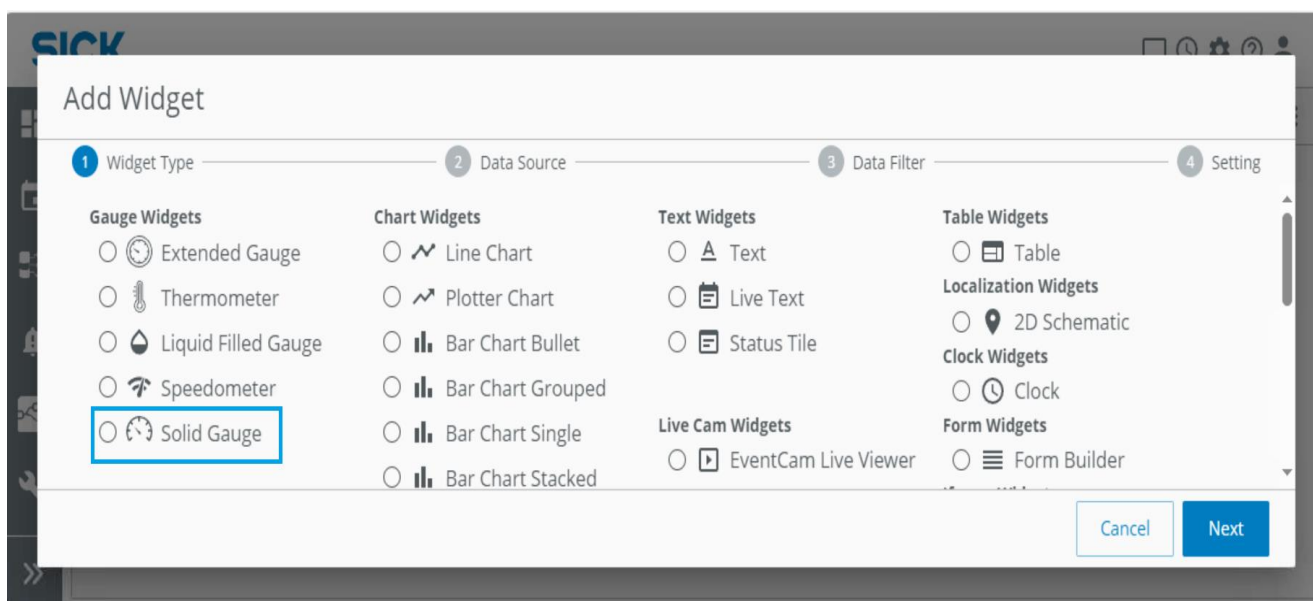 SICK
Add Widget
1 Widget Type 2 Data Source 3 Data Filter 4 Setting
Gauge Widgets
Extended Gauge
Thermometer
Liquid Filled Gauge
Speedometer
Solid Gauge
Chart Widgets
Line Chart
Plotter Chart
Bar Chart Bullet
Bar Chart Grouped
Bar Chart Single
Bar Chart Stacked
Text Widgets
A Text
Live Text
Status Tile
Live Cam Widgets
EventCam Live Viewer
Table Widgets
Table
Localization Widgets
2D Schematic
Clock Widgets
Clock
Form Widgets
Form Builder
Cancel Next